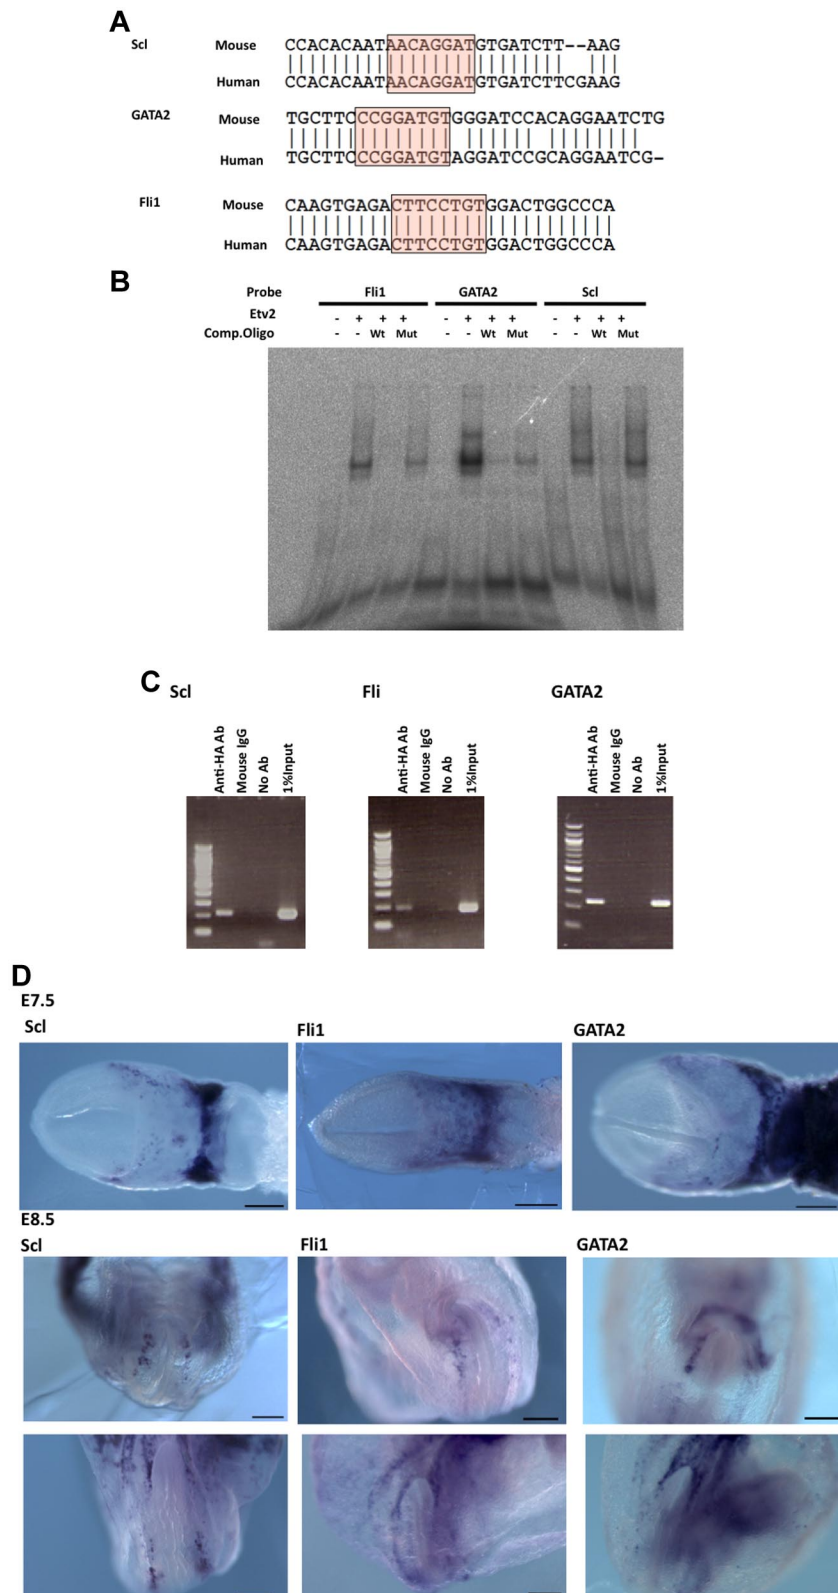 A
Scl
Mouse CCACACAATAACAGGATGTGATCTT--AAG
Human CCACACAATAACAGGATGTGATCTTCGAAG
GATA2
Mouse TGCTTCCCGGATGTGGGATCCACAGGAATCTG
Human TGCTTCCCGGATGTAGGATCCGCAGGAATCG-
Fli1
Mouse CAAGTGAGACTTCCTGTGGACTGGCCCA
Human CAAGTGAGACTTCCTGTGGACTGGCCCA
B
Probe Fli1 GATA2 Scl
Etv2 - + + + - + + + - + + +
Comp.Oligo - - Wt Mut - - Wt Mut - - Wt Mut
C
Scl Fli GATA2
Anti-HA Ab Mouse IgG No Ab 1%Input Anti-HA Ab Mouse IgG No Ab 1%Input Anti-HA Ab Mouse IgG No Ab 1%Input
D
E7.5
Scl Fli1 GATA2
E8.5
Scl Fli1 GATA2